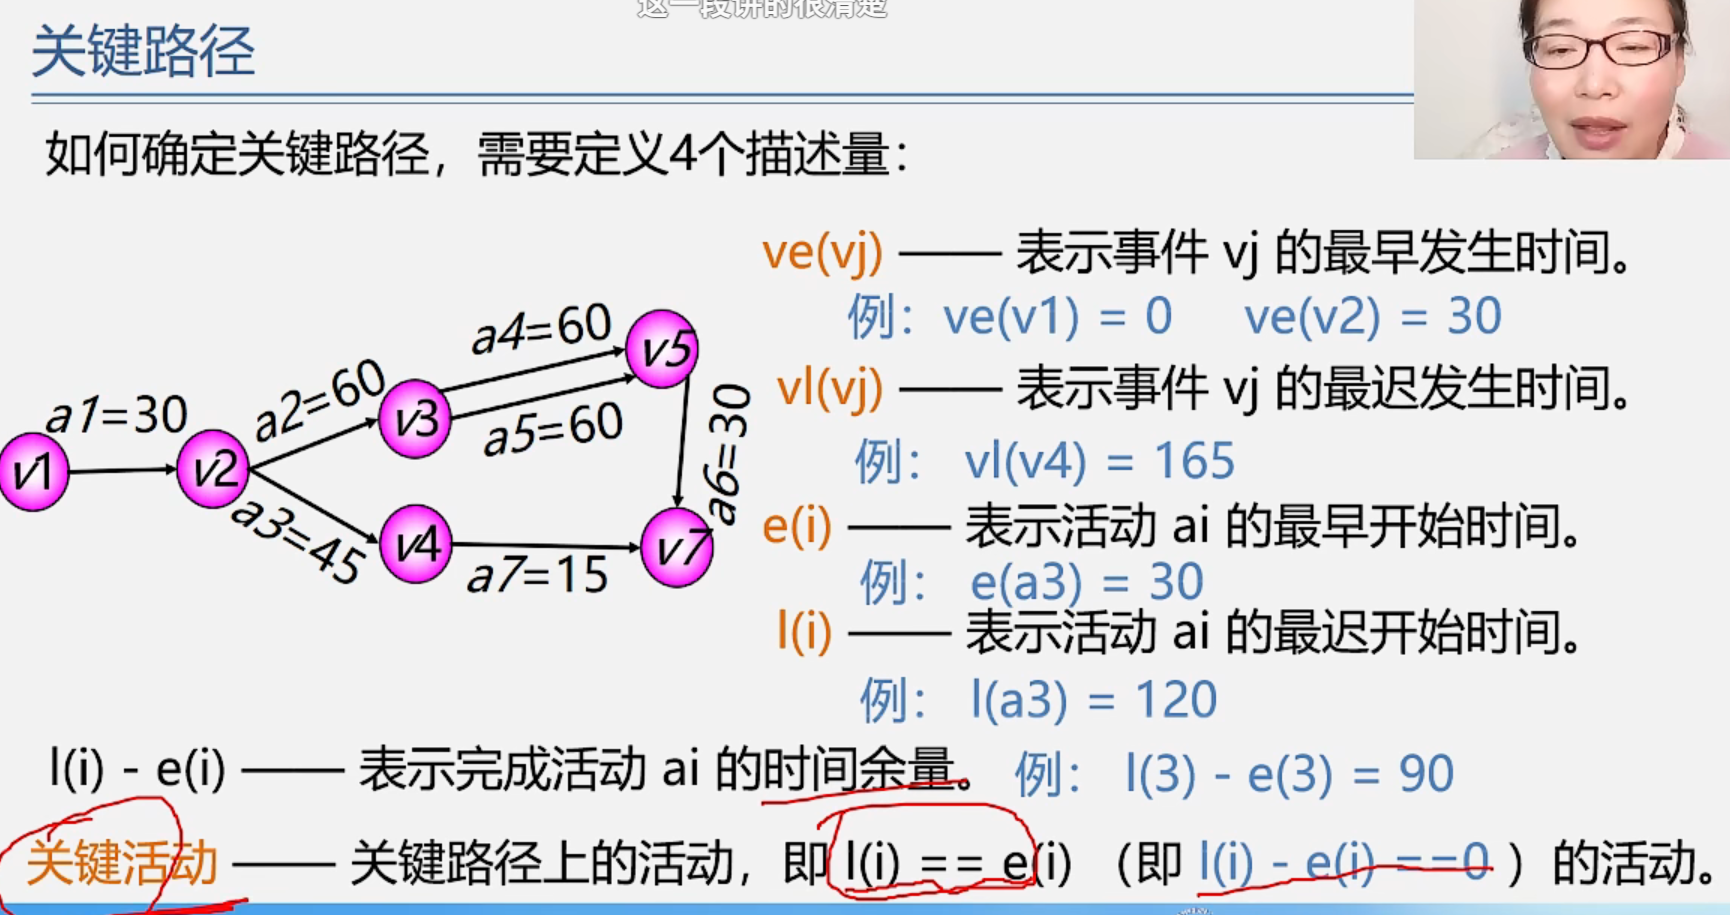 这一段讲的很清楚
关键路径
如何确定关键路径，需要定义4个描述量：
ve(vj) —— 表示事件 vj 的最早发生时间。
例：ve(v1) = 0 ve(v2) = 30
vl(vj) —— 表示事件 vj 的最迟发生时间。
例： vl(v4) = 165
e(i) —— 表示活动 ai 的最早开始时间。
例： e(a3) = 30
l(i) —— 表示活动 ai 的最迟开始时间。
例： l(a3) = 120
a4=60
v5
a2=60
v3
a1=30
a5=60
a6=30
v1
v2
a3=45
v4
v7
a7=15
l(i) - e(i) —— 表示完成活动 ai 的时间余量。 例： l(3) - e(3) = 90
关键活动 —— 关键路径上的活动，即 l(i) == e(i) （即 l(i) - e(i) ==0 ）的活动。